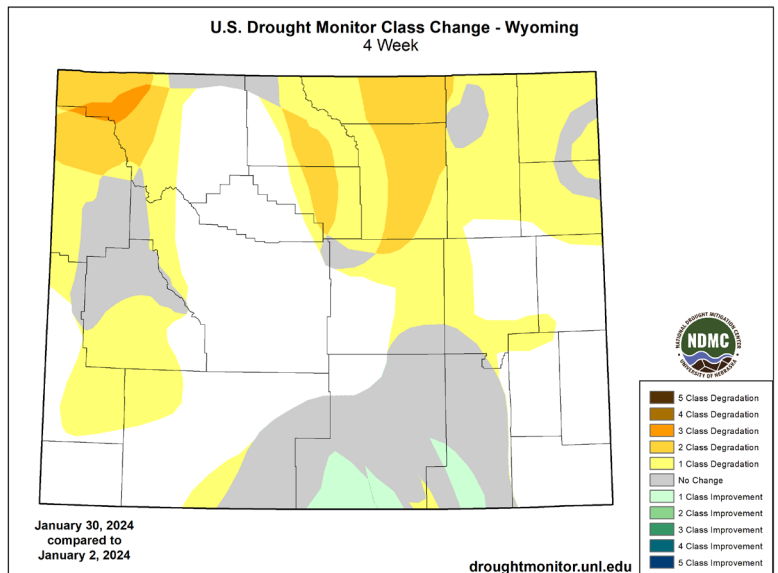 U.S. Drought Monitor Class Change - Wyoming
4 Week
NATIONAL DROUGHT MITIGATION CENTER
NDMC
UNIVERSITY OF NEBRASKA
5 Class Degradation
4 Class Degradation
3 Class Degradation
2 Class Degradation
1 Class Degradation
No Change
1 Class Improvement
2 Class Improvement
3 Class Improvement
4 Class Improvement
5 Class Improvement
January 30, 2024
compared to
January 2, 2024
droughtmonitor.unl.edu